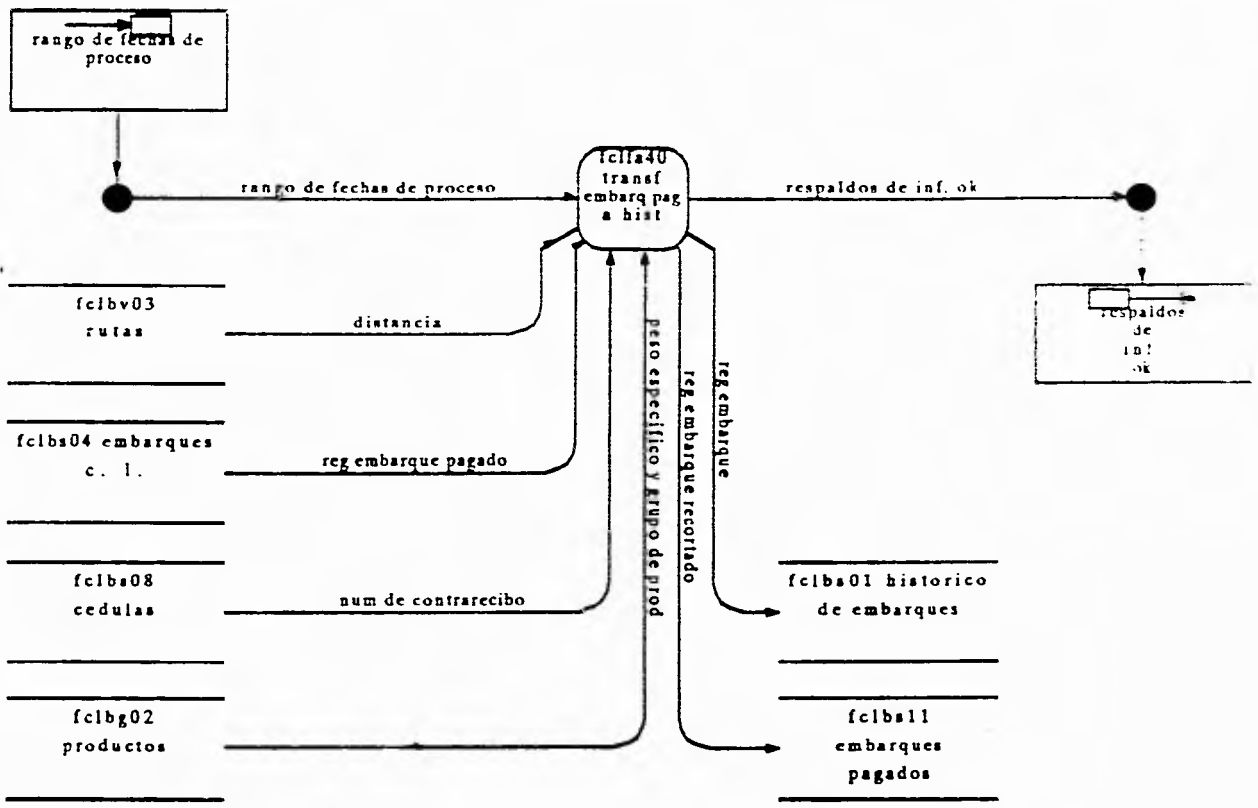 rango de fechas de
proceso
fclfa40
transf
embarq pag
a hist
rango de fechas de proceso
respaldos de inf. ok
fclbv03
rutas
distancia
respaldos
de
inf
ok
fclbs04 embarques
c. l.
reg embarque pagado
peso especifico y grupo de prod
reg embarque recortado
reg embarque
fclbs08
cedulas
num de contrarecibo
fclbs01 historico
de embarques
fclbg02
productos
fclbs11
embarques
pagados